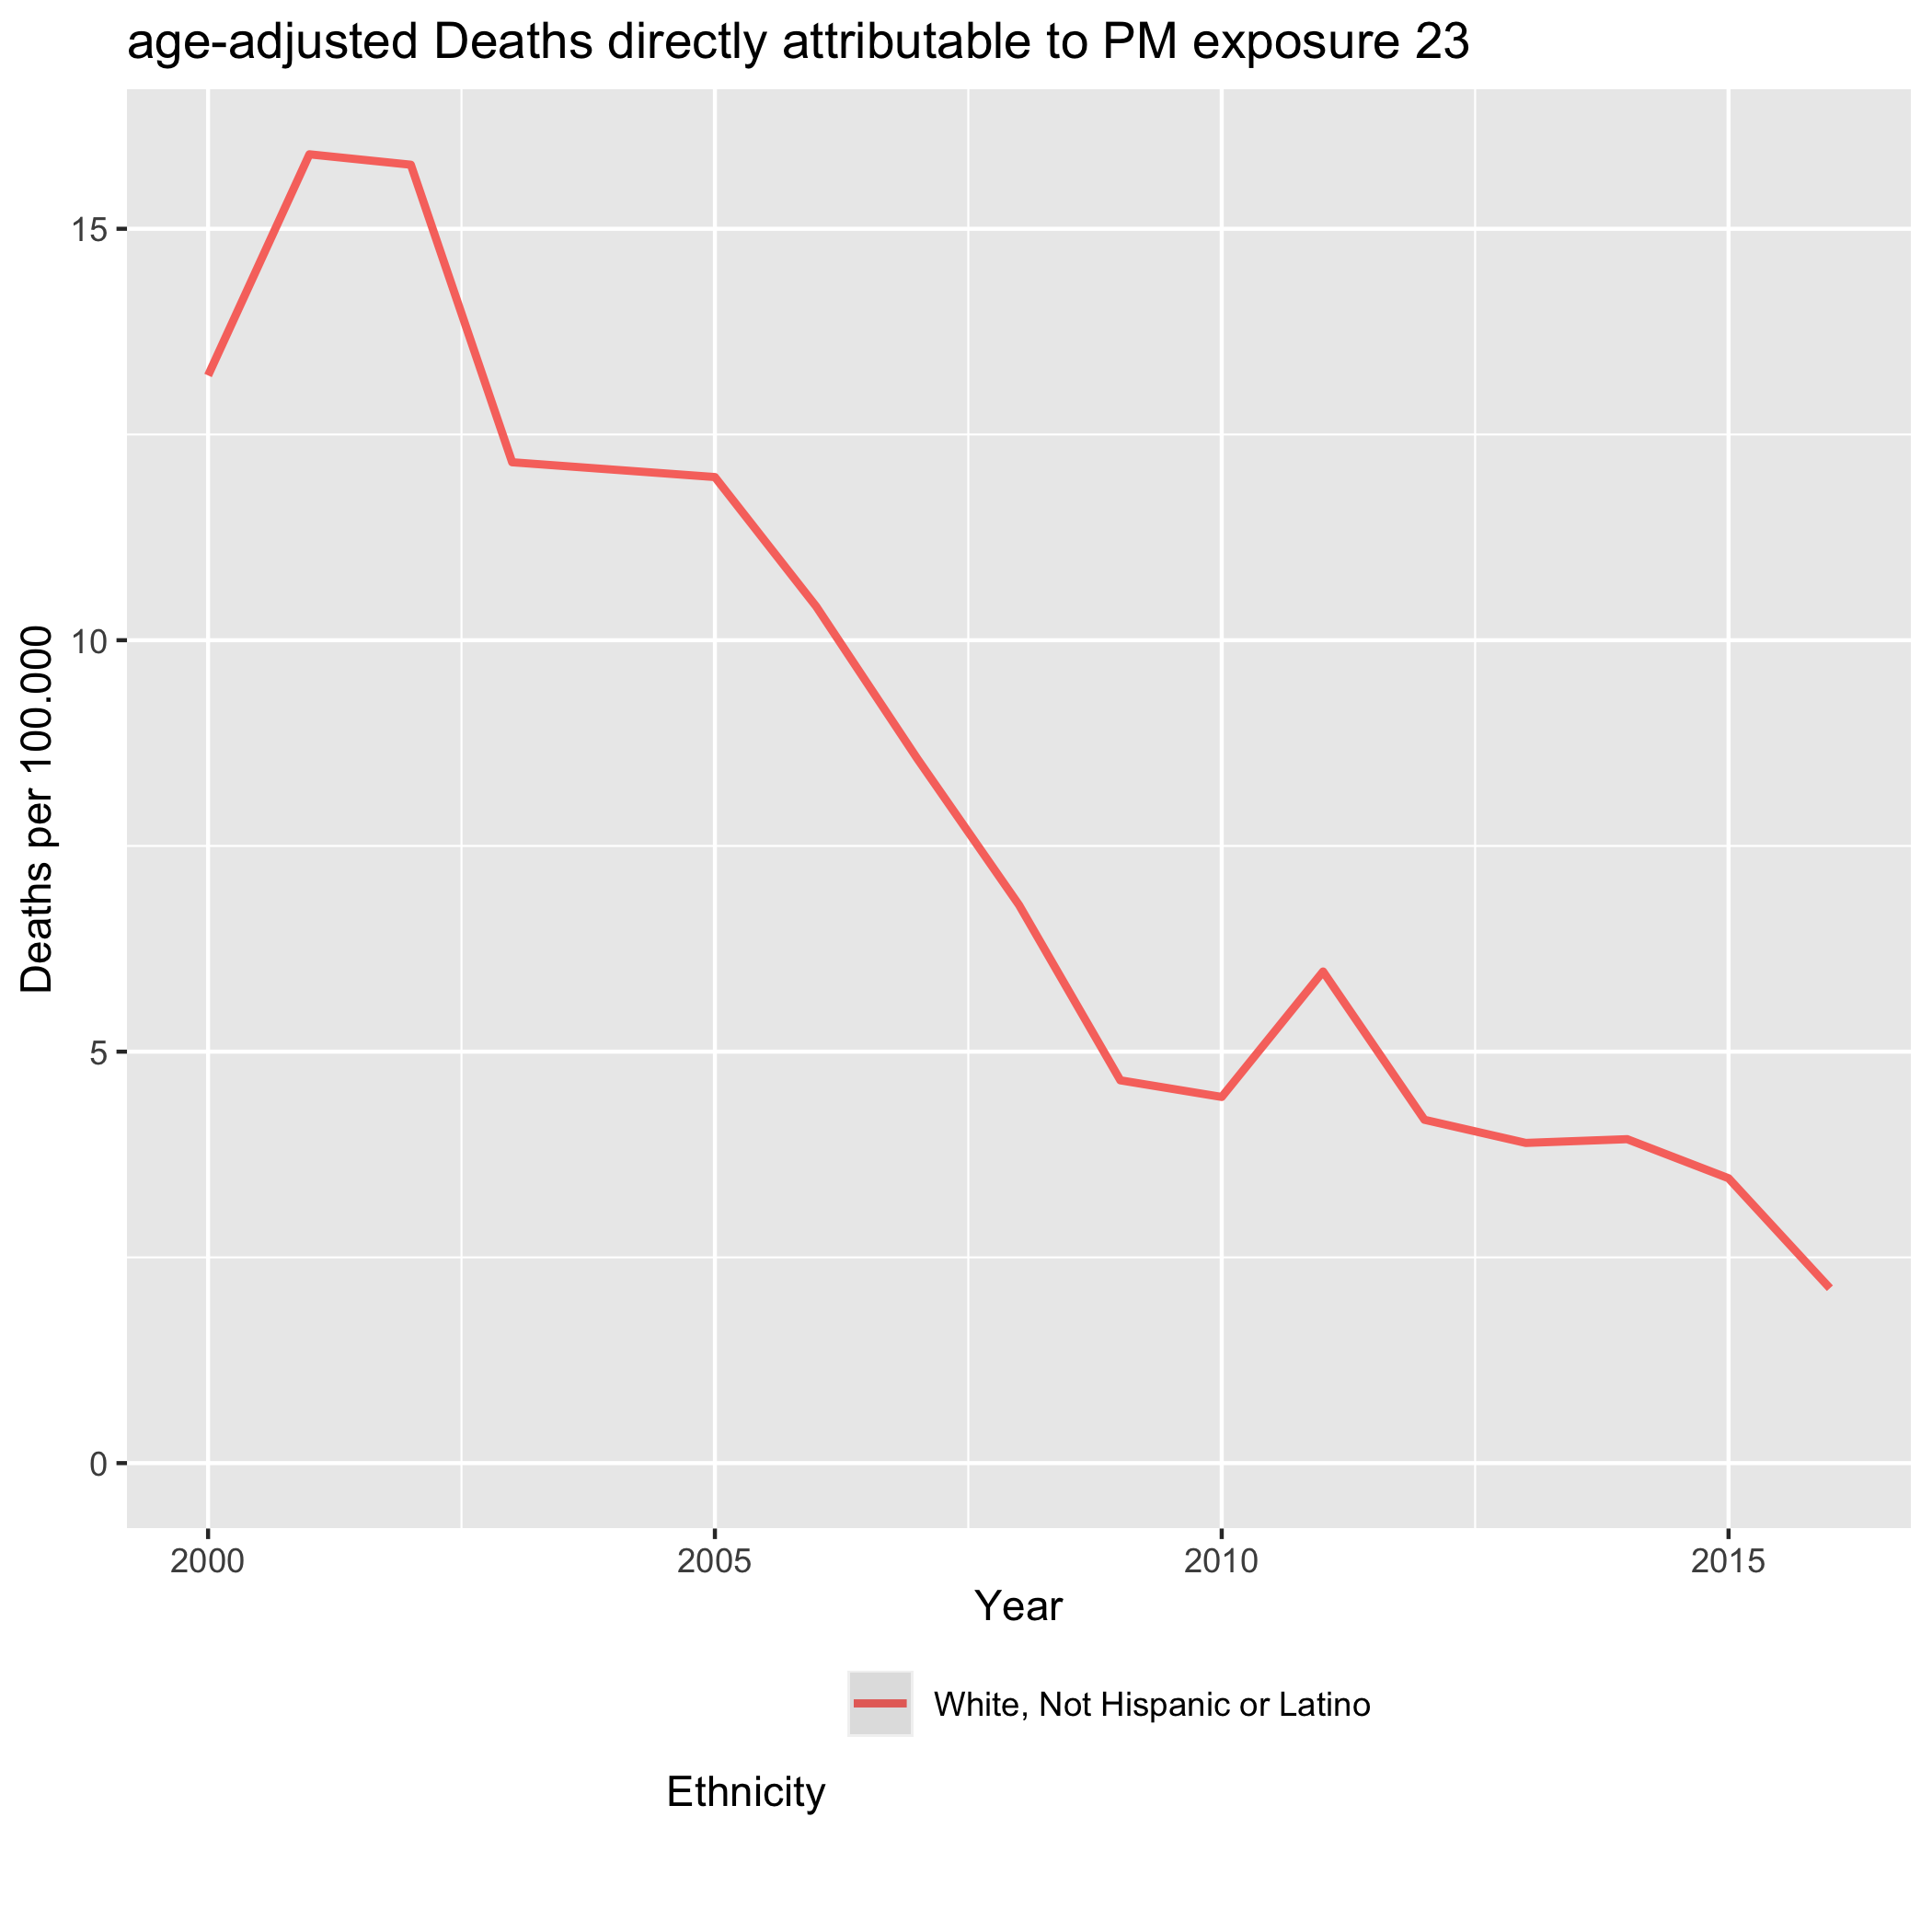 age-adjusted Deaths directly attributable to PM exposure 23
Deaths per 100.000
15
10
5
0
2000 2005 2010 2015
Year
White, Not Hispanic or Latino
Ethnicity